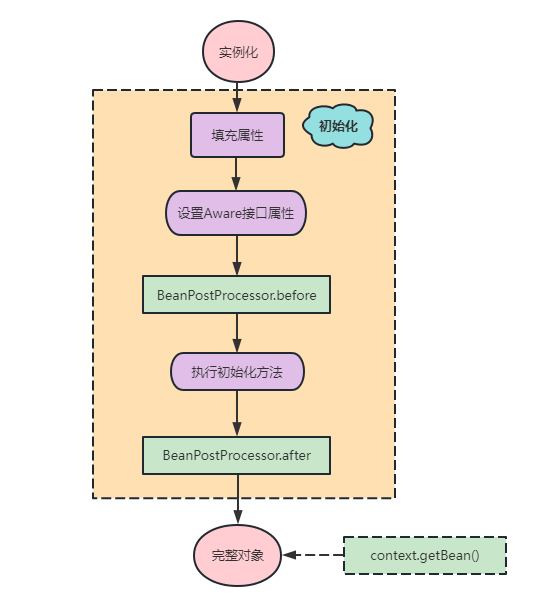 实例化
填充属性
初始化
设置Aware接口属性
BeanPostProcessor.before
执行初始化方法
BeanPostProcessor.after
完整对象
context.getBean()